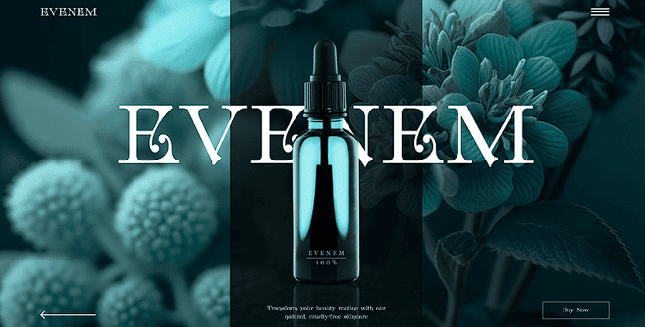 EVENEM
EVENEM
EVENEM
100%
Transform your beauty routine with our
natural, cruelty-free skincare
Buy Now